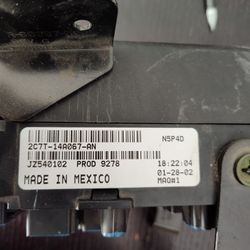 N5P4D
2C7T-14A067-AN
JZ540102 PROD 9278 18:22:04
MADE IN MEXICO 01-28-02
MAQ#1